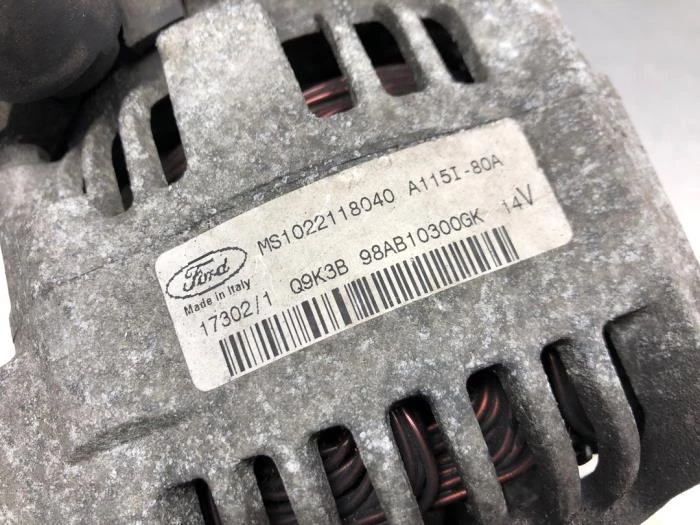 MS1022118040 A115I-80A
Ford
Made in Italy
17302/1 Q9K3B 98AB10300GK 14V